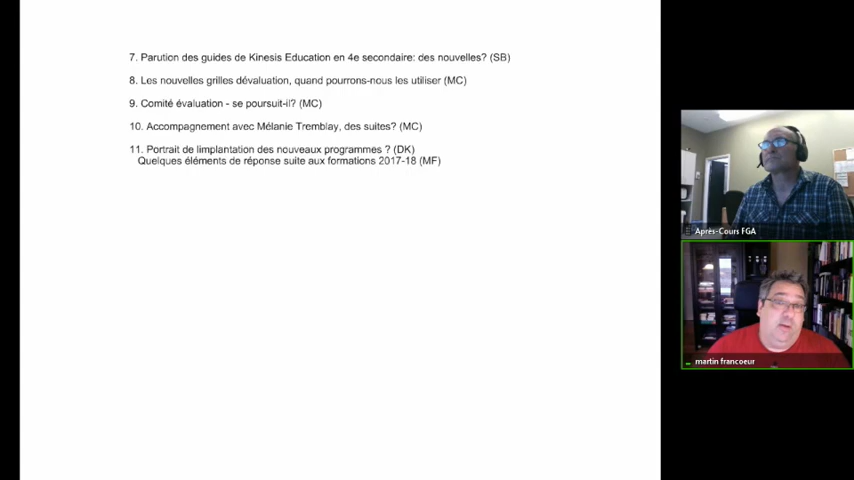 7. Parution des guides de Kinesis Education en 4e secondaire: des nouvelles? (SB)
8. Les nouvelles grilles dévaluation, quand pourrons-nous les utiliser (MC)
9. Comité évaluation - se poursuit-il? (MC)
10. Accompagnement avec Mélanie Tremblay, des suites? (MC)
11. Portrait de limplantation des nouveaux programmes ? (DK)
Quelques éléments de réponse suite aux formations 2017-18 (MF)
Après-Cours FGA
martin francoeur